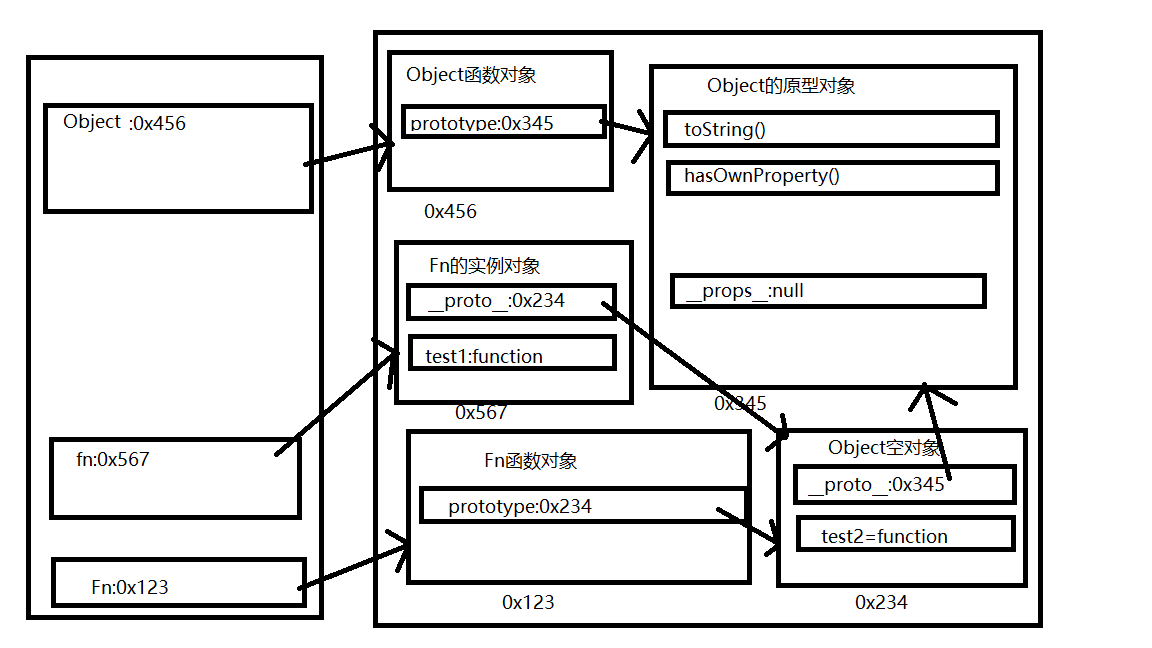 Object :0x456
fn:0x567
Fn:0x123
Object函数对象
prototype:0x345
0x456
Fn的实例对象
__proto__:0x234
test1:function
0x567
Fn函数对象
prototype:0x234
0x123
Object的原型对象
toString()
hasOwnProperty()
__props__:null
0x345
Object空对象
__proto__:0x345
test2=function
0x234